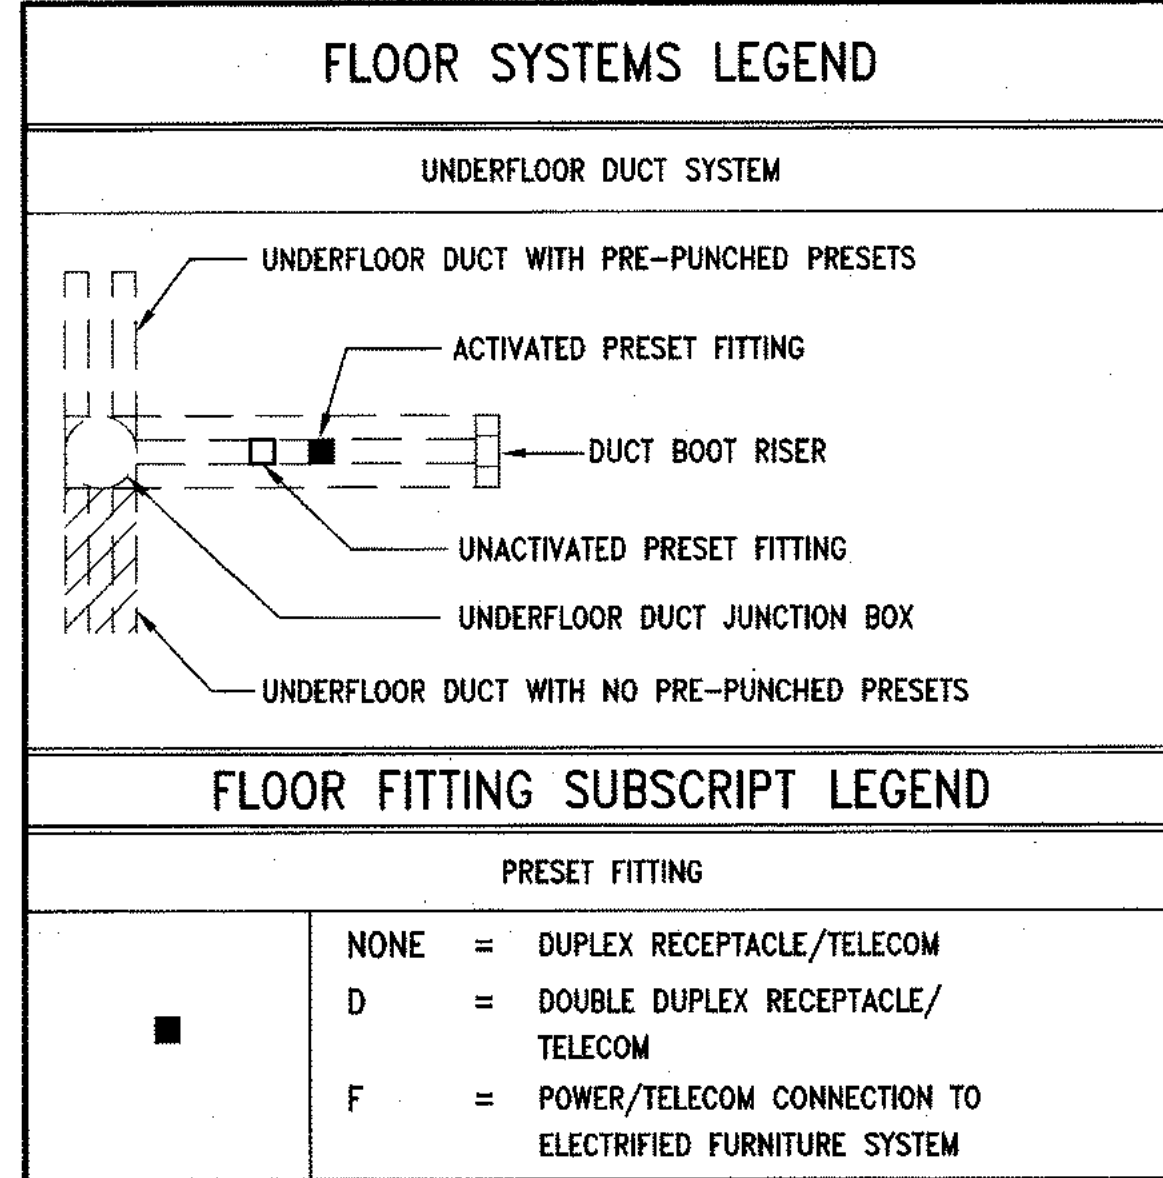 FLOOR SYSTEMS LEGEND
UNDERFLOOR DUCT SYSTEM
UNDERFLOOR DUCT WITH PRE-PUNCHED PRESETS
ACTIVATED PRESET FITTING
DUCT BOOT RISER
UNACTIVATED PRESET FITTING
UNDERFLOOR DUCT JUNCTION BOX
UNDERFLOOR DUCT WITH NO PRE-PUNCHED PRESETS
FLOOR FITTING SUBSCRIPT LEGEND
PRESET FITTING
NONE = DUPLEX RECEPTACLE/TELECOM
D = DOUBLE DUPLEX RECEPTACLE/
TELECOM
F = POWER/TELECOM CONNECTION TO
ELECTRIFIED FURNITURE SYSTEM